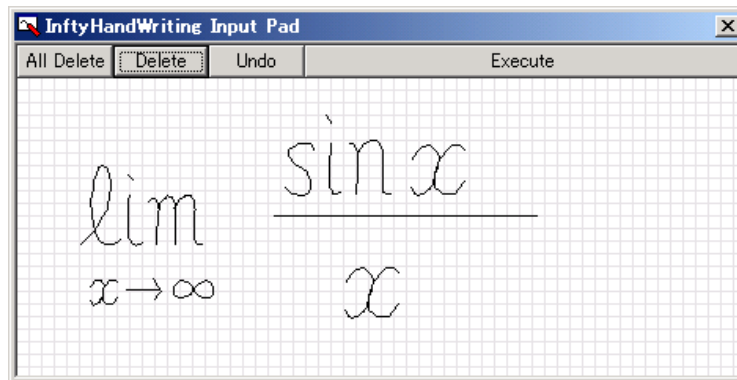 InftyHandWriting Input Pad
All Delete Delete Undo Execute
lim sin x
x→∞ x